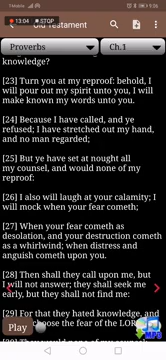 T-Mobile
13:04
9:26
Old Testament
Proverbs
Ch.1
knowledge?
[23] Turn you at my reproof: behold, I
will pour out my spirit unto you, I will
make known my words unto you.
[24] Because I have called, and ye
refused; I have stretched out my hand,
and no man regarded;
[25] But ye have set at nought all
my counsel, and would none of my
reproof:
[26] I also will laugh at your calamity; I
will mock when your fear cometh;
[27] When your fear cometh as
desolation, and your destruction cometh
as a whirlwind; when distress and
anguish cometh upon you.
[28] Then shall they call upon me, but
I will not answer; they shall seek me
early, but they shall not find me:
[29] For that they hated knowledge, and
choose the fear of the LORD
Play